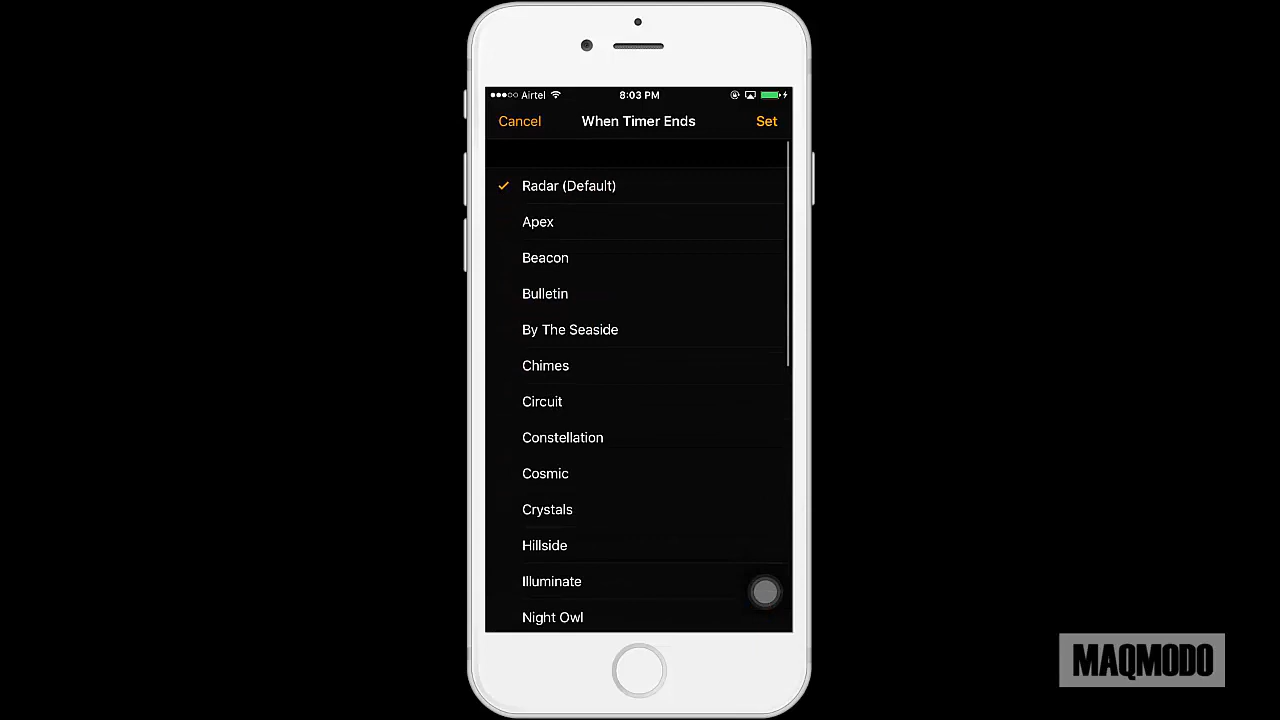 Airtel 8:03 PM
Cancel When Timer Ends Set
Radar (Default)
Apex
Beacon
Bulletin
By The Seaside
Chimes
Circuit
Constellation
Cosmic
Crystals
Hillside
Illuminate
Night Owl
MAQMODO